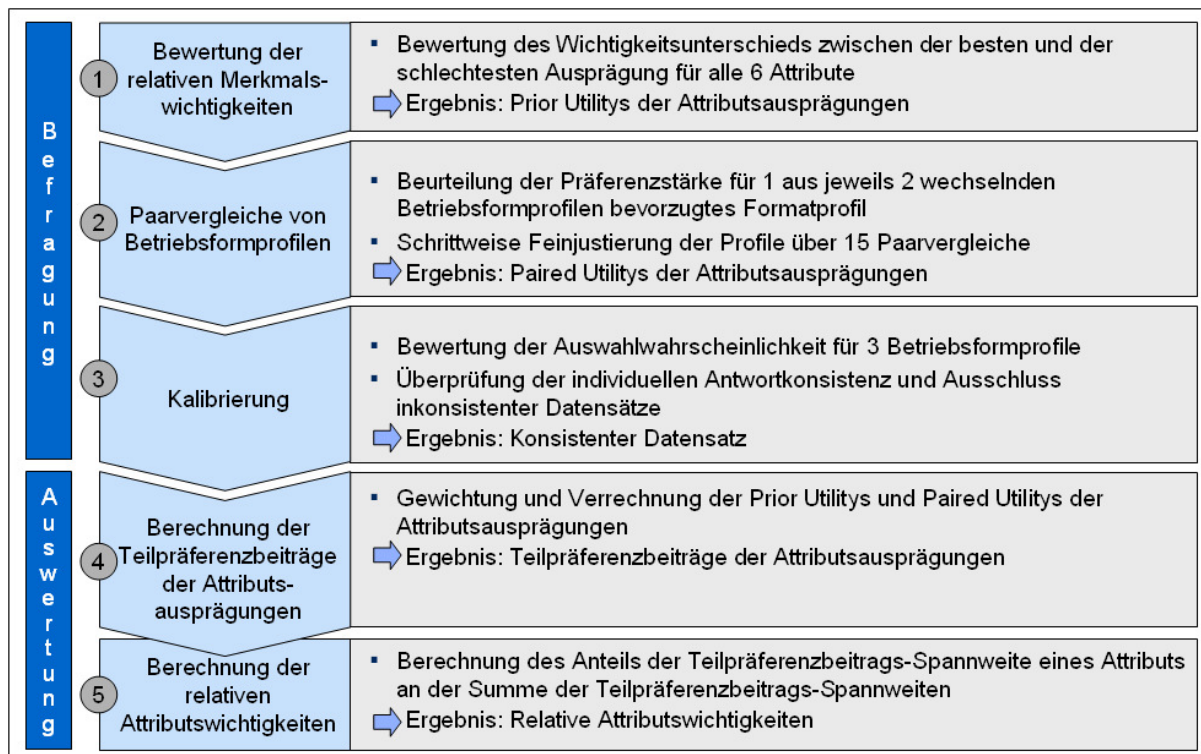 Befragung
1
Bewertung der
relativen Merkmals-
wichtigkeiten
▪ Bewertung des Wichtigkeitsunterschieds zwischen der besten und der
schlechtesten Ausprägung für alle 6 Attribute
Ergebnis: Prior Utilitys der Attributsausprägungen
2
Paarvergleiche von
Betriebsformprofilen
▪ Beurteilung der Präferenzstärke für 1 aus jeweils 2 wechselnden
Betriebsformprofilen bevorzugtes Formatprofil
▪ Schrittweise Feinjustierung der Profile über 15 Paarvergleiche
Ergebnis: Paired Utilitys der Attributsausprägungen
3
Kalibrierung
▪ Bewertung der Auswahlwahrscheinlichkeit für 3 Betriebsformprofile
▪ Überprüfung der individuellen Antwortkonsistenz und Ausschluss
inkonsistenter Datensätze
Ergebnis: Konsistenter Datensatz
Auswertung
4
Berechnung der
Teilpräferenzbeiträge
der Attributs-
ausprägungen
▪ Gewichtung und Verrechnung der Prior Utilitys und Paired Utilitys der
Attributsausprägungen
Ergebnis: Teilpräferenzbeiträge der Attributsausprägungen
5
Berechnung der
relativen
Attributswichtigkeiten
▪ Berechnung des Anteils der Teilpräferenzbeitrags-Spannweite eines Attributs
an der Summe der Teilpräferenzbeitrags-Spannweiten
Ergebnis: Relative Attributswichtigkeiten